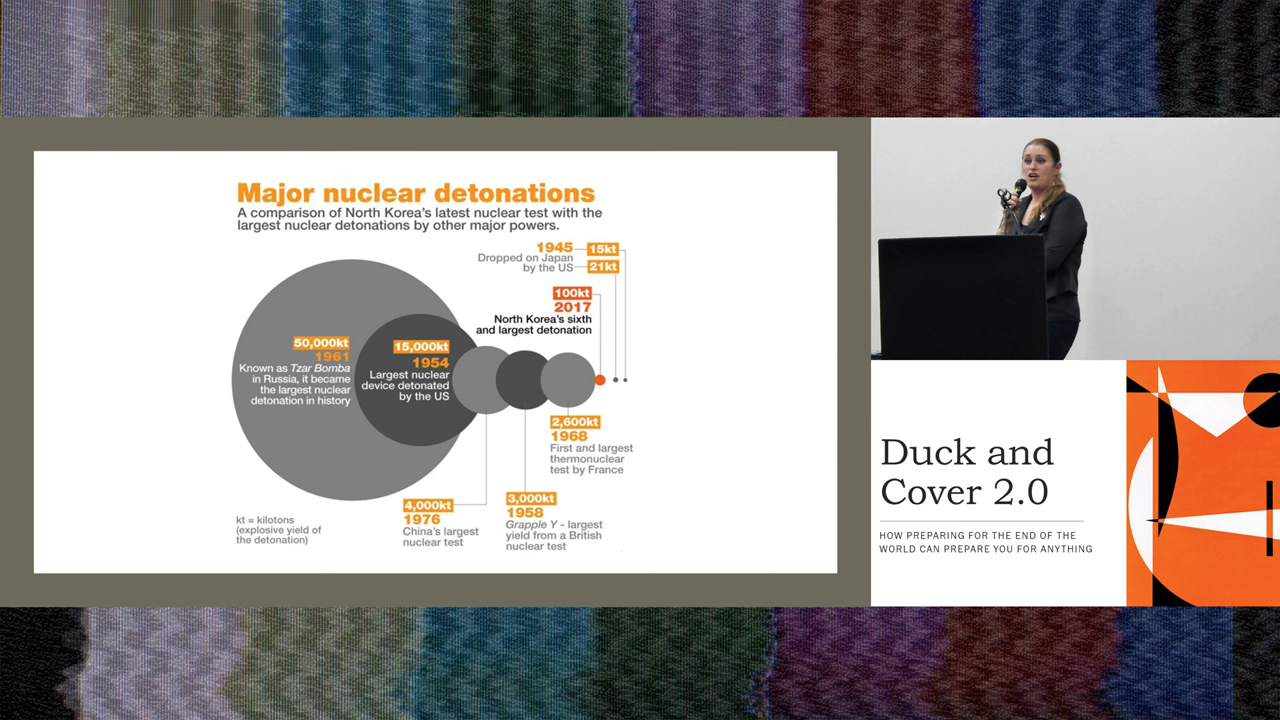 Major nuclear detonations
A comparison of North Korea's latest nuclear test with the
largest nuclear detonations by other major powers.
1945
15kt
Dropped on Japan
by the US
21kt
100kt
2017
North Korea's sixth
and largest detonation
50,000kt
1961
Known as Tzar Bomba
in Russia, it became
the largest nuclear
detonation in history
15,000kt
1954
Largest nuclear
device detonated
by the US
2,600kt
1968
First and largest
thermonuclear
test by France
4,000kt
1976
China's largest
nuclear test
3,000kt
1958
Grapple Y - largest
yield from a British
nuclear test
kt = kilotons
(explosive yield of
the detonation)
Duck and
Cover 2.0
HOW PREPARING FOR THE END OF THE
WORLD CAN PREPARE YOU FOR ANYTHING